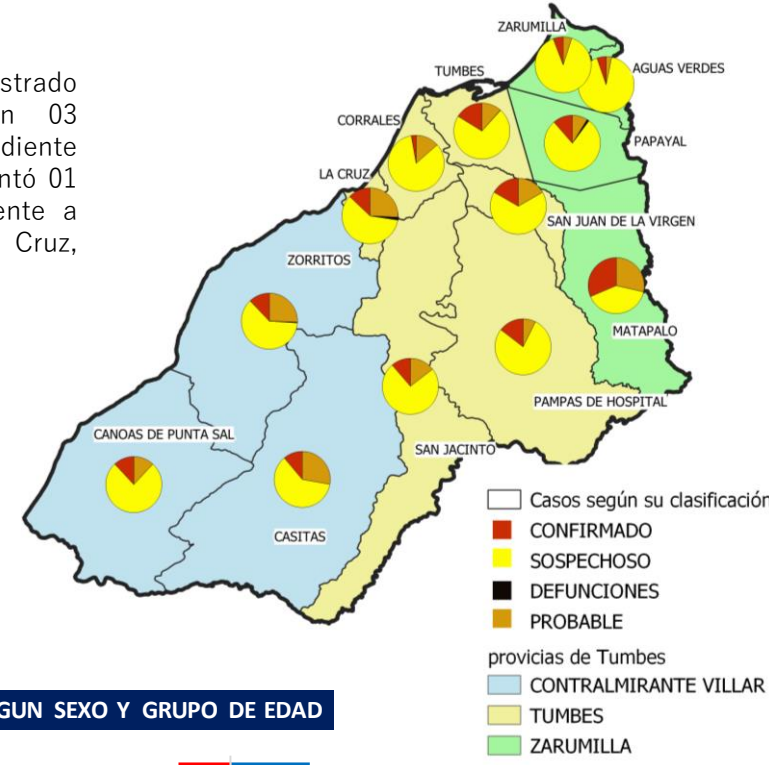 strado
n 03
diente
ntó 01
ente a
Cruz,
ZARUMILLA
TUMBES
AGUAS VERDES
CORRALES
PAPAYAL
LA CRUZ
SAN JUAN DE LA VIRGEN
ZORRITOS
MATAPALO
PAMPAS DE HOSPITAL
CANOAS DE PUNTA SAL
SAN JACINTO
CASITAS
Casos según su clasificación
CONFIRMADO
SOSPECHOSO
DEFUNCIONES
PROBABLE
provicias de Tumbes
CONTRALMIRANTE VILLAR
TUMBES
ZARUMILLA
GUN SEXO Y GRUPO DE EDAD